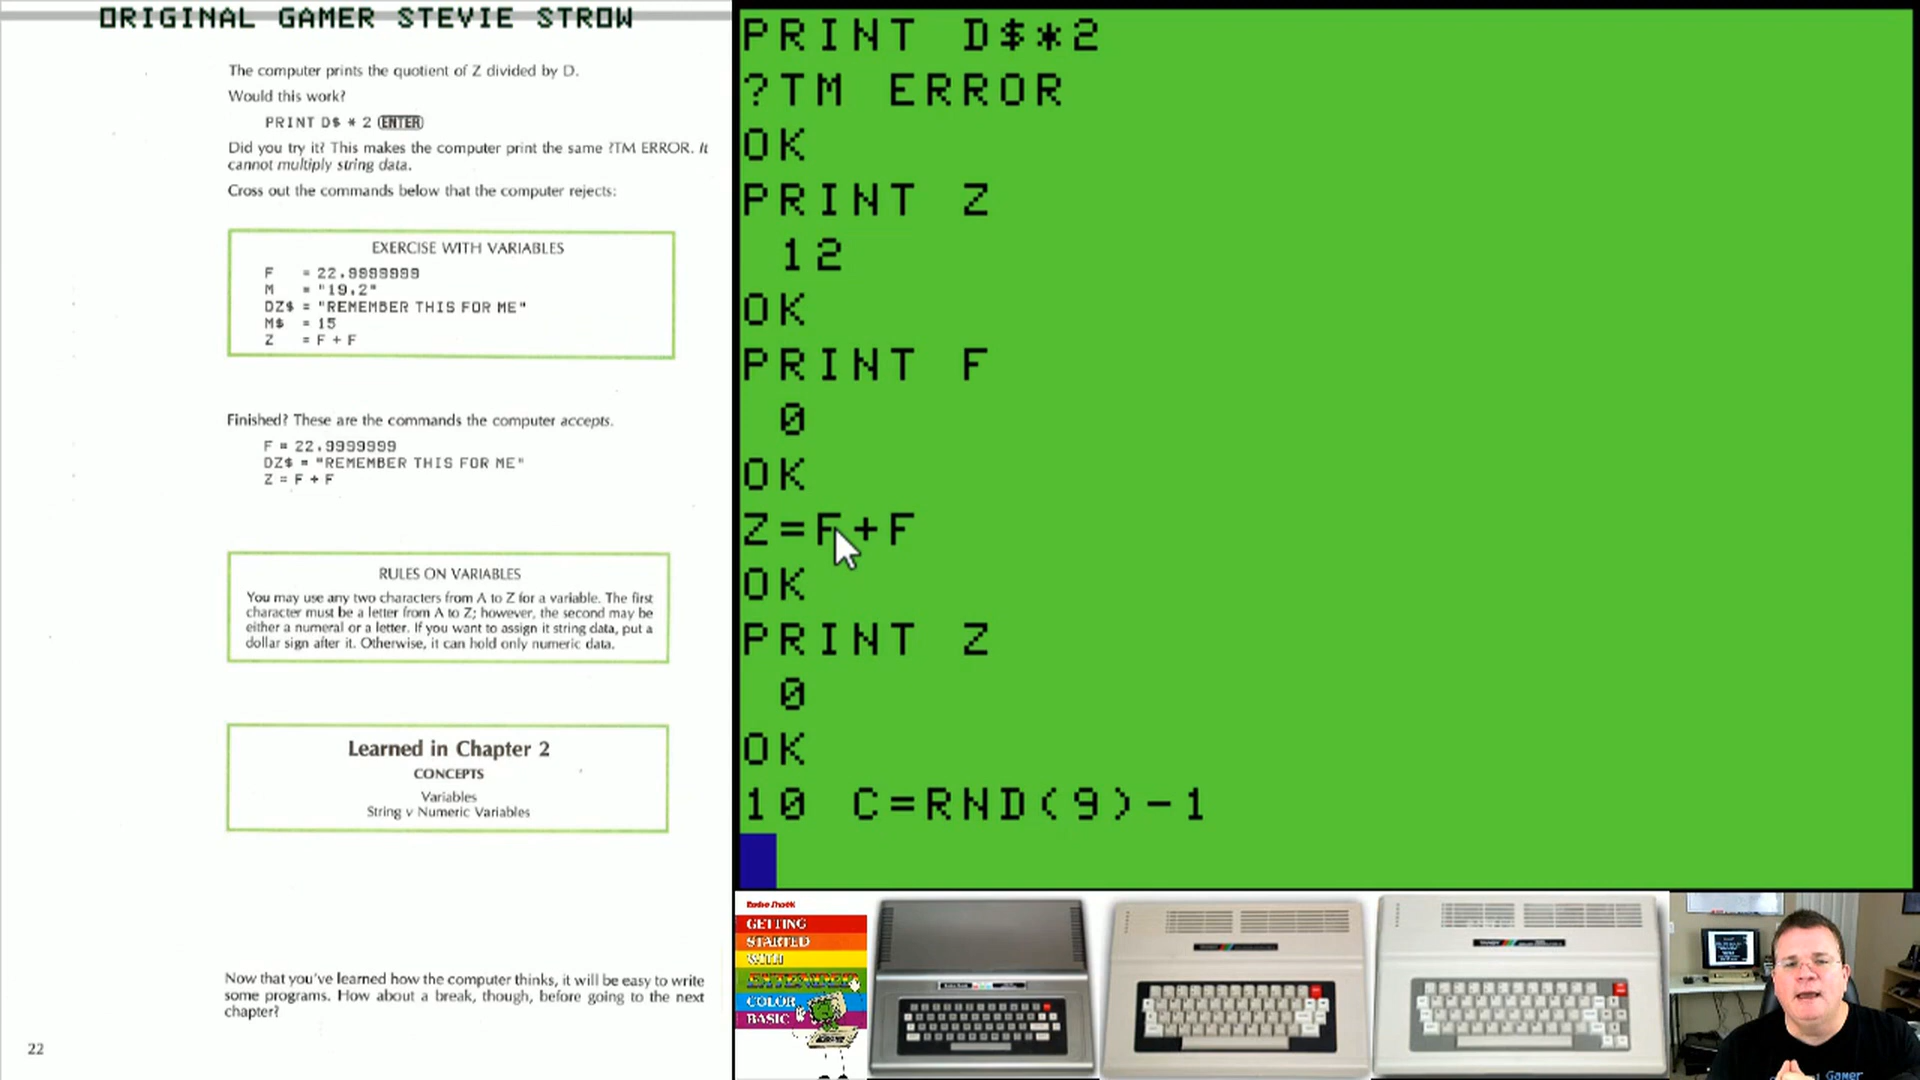 ORIGINAL GAMER STEVIE STROW
The computer prints the quotient of Z divided by D.
Would this work?
PRINT D$ * 2 ENTER
Did you try it? This makes the computer print the same ?TM ERROR. It
cannot multiply string data.
Cross out the commands below that the computer rejects:
EXERCISE WITH VARIABLES
F = 22.9999999
M = "19.2"
DZ$ = "REMEMBER THIS FOR ME"
M$ = 15
Z = F + F
Finished? These are the commands the computer accepts.
F = 22.9999999
DZ$ = "REMEMBER THIS FOR ME"
Z = F + F
RULES ON VARIABLES
You may use any two characters from A to Z for a variable. The first
character must be a letter from A to Z; however, the second may be
either a numeral or a letter. If you want to assign it string data, put a
dollar sign after it. Otherwise, it can hold only numeric data.
Learned in Chapter 2
CONCEPTS
Variables
String v Numeric Variables
Now that you've learned how the computer thinks, it will be easy to write
some programs. How about a break, though, before going to the next
chapter?
22
PRINT D$*2
?TM ERROR
OK
PRINT Z
12
OK
PRINT F
0
OK
Z=F+F
OK
PRINT Z
0
OK
10 C=RND(9)-1
Radio Shack
GETTING
STARTED
WITH
EXTENDED
COLOR
BASIC
Gamer